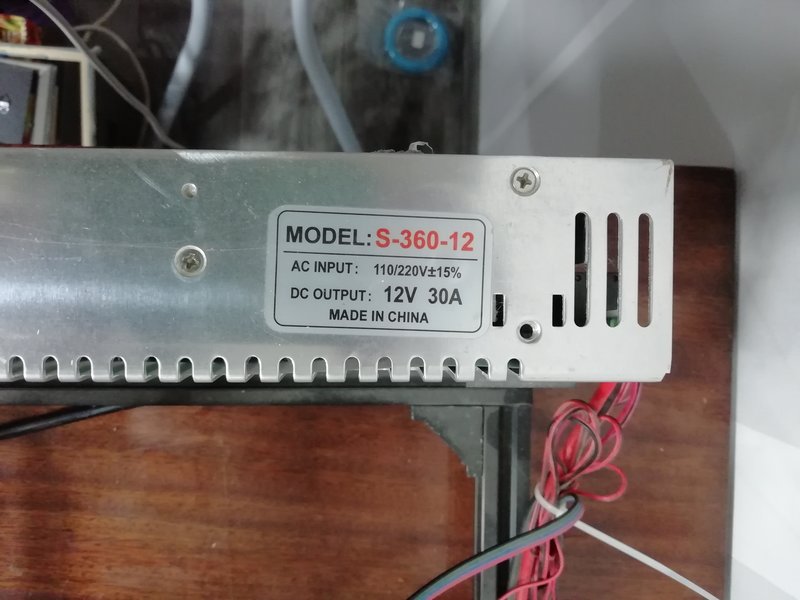 MODEL: S-360-12
AC INPUT: 110/220V±15%
DC OUTPUT: 12V 30A
MADE IN CHINA